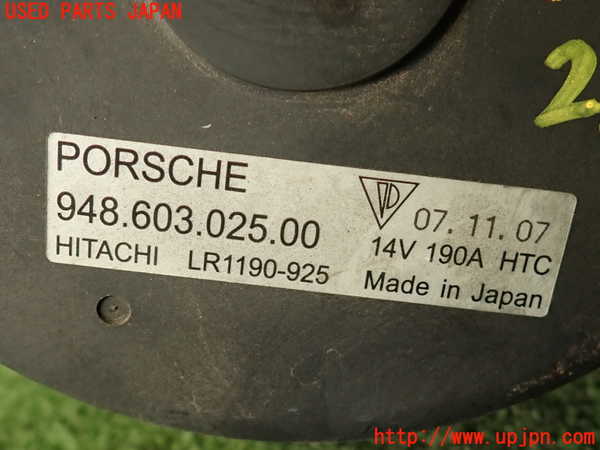 USED PARTS JAPAN
2
PORSCHE
948.603.025.00
HITACHI LR1190-925
07.11.07
14V 190A HTC
Made in Japan
http://www.upjpn.com/